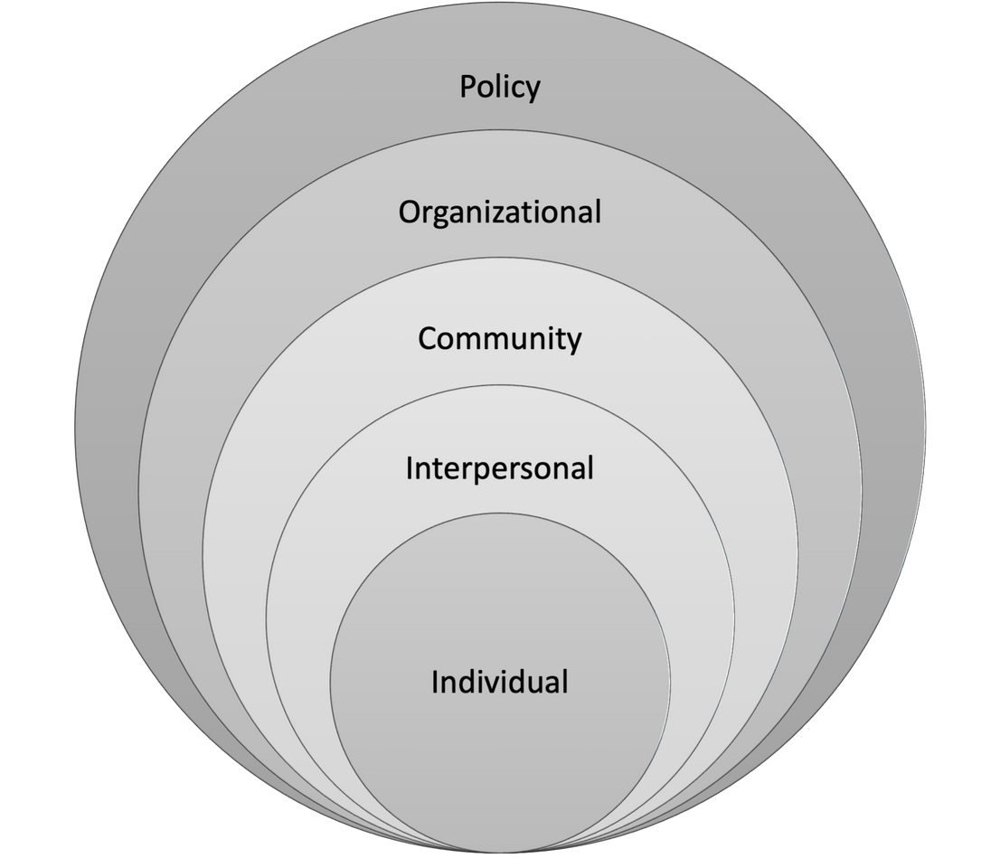 Policy
Organizational
Community
Interpersonal
Individual